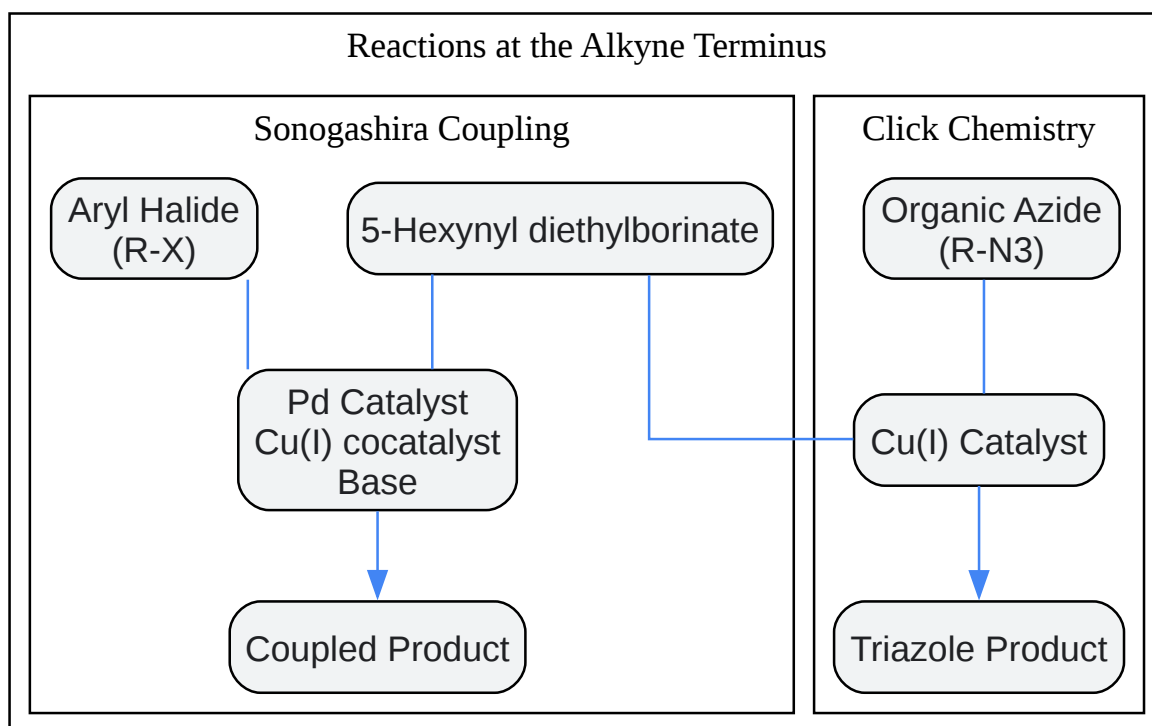 Reactions at the Alkyne Terminus
Sonogashira Coupling
Aryl Halide
(R-X)
5-Hexynyl diethylborinate
Pd Catalyst
Cu(I) cocatalyst
Base
Coupled Product
Click Chemistry
Organic Azide
(R-N3)
Cu(I) Catalyst
Triazole Product